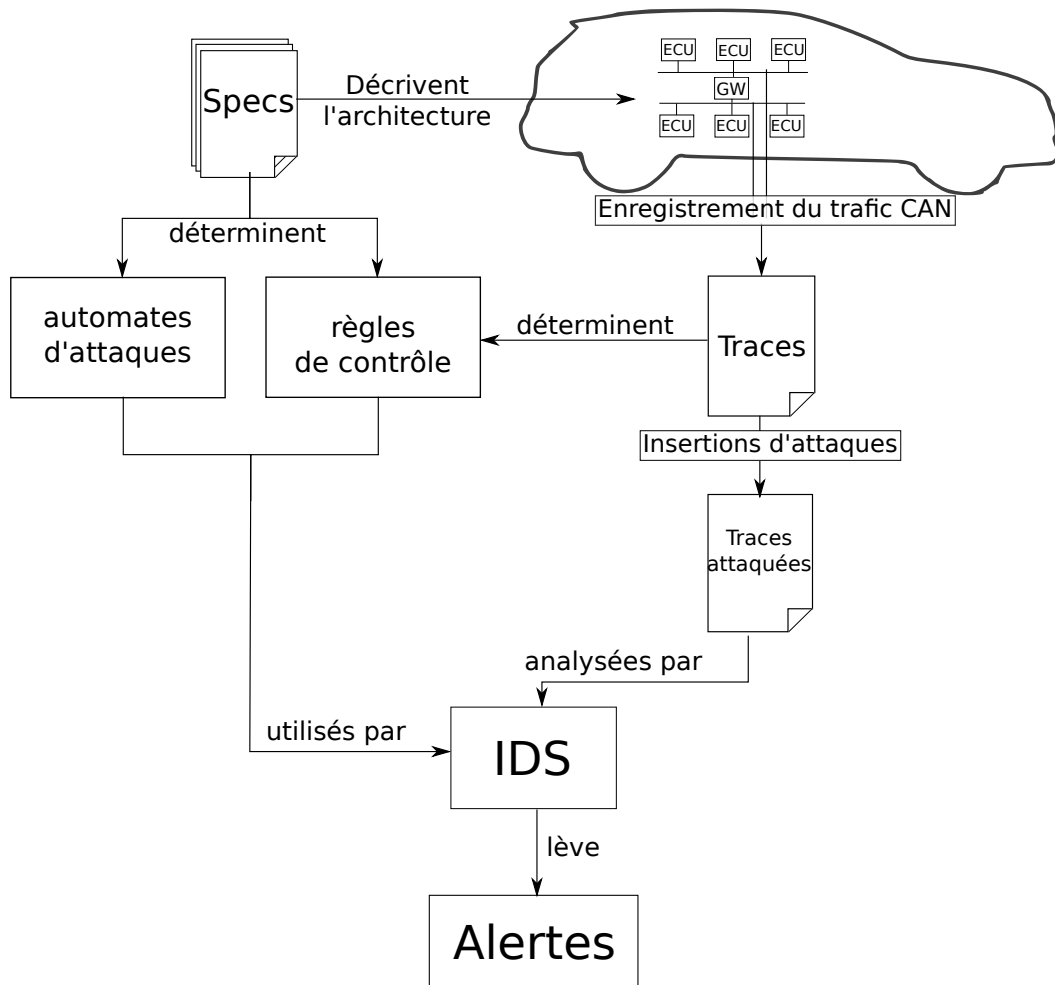 Specs
Décrivent
l'architecture
ECU
ECU
ECU
GW
ECU
ECU
ECU
Enregistrement du trafic CAN
déterminent
automates
d'attaques
règles
de contrôle
déterminent
Traces
Insertions d'attaques
Traces
attaquées
analysées par
utilisés par
IDS
lève
Alertes